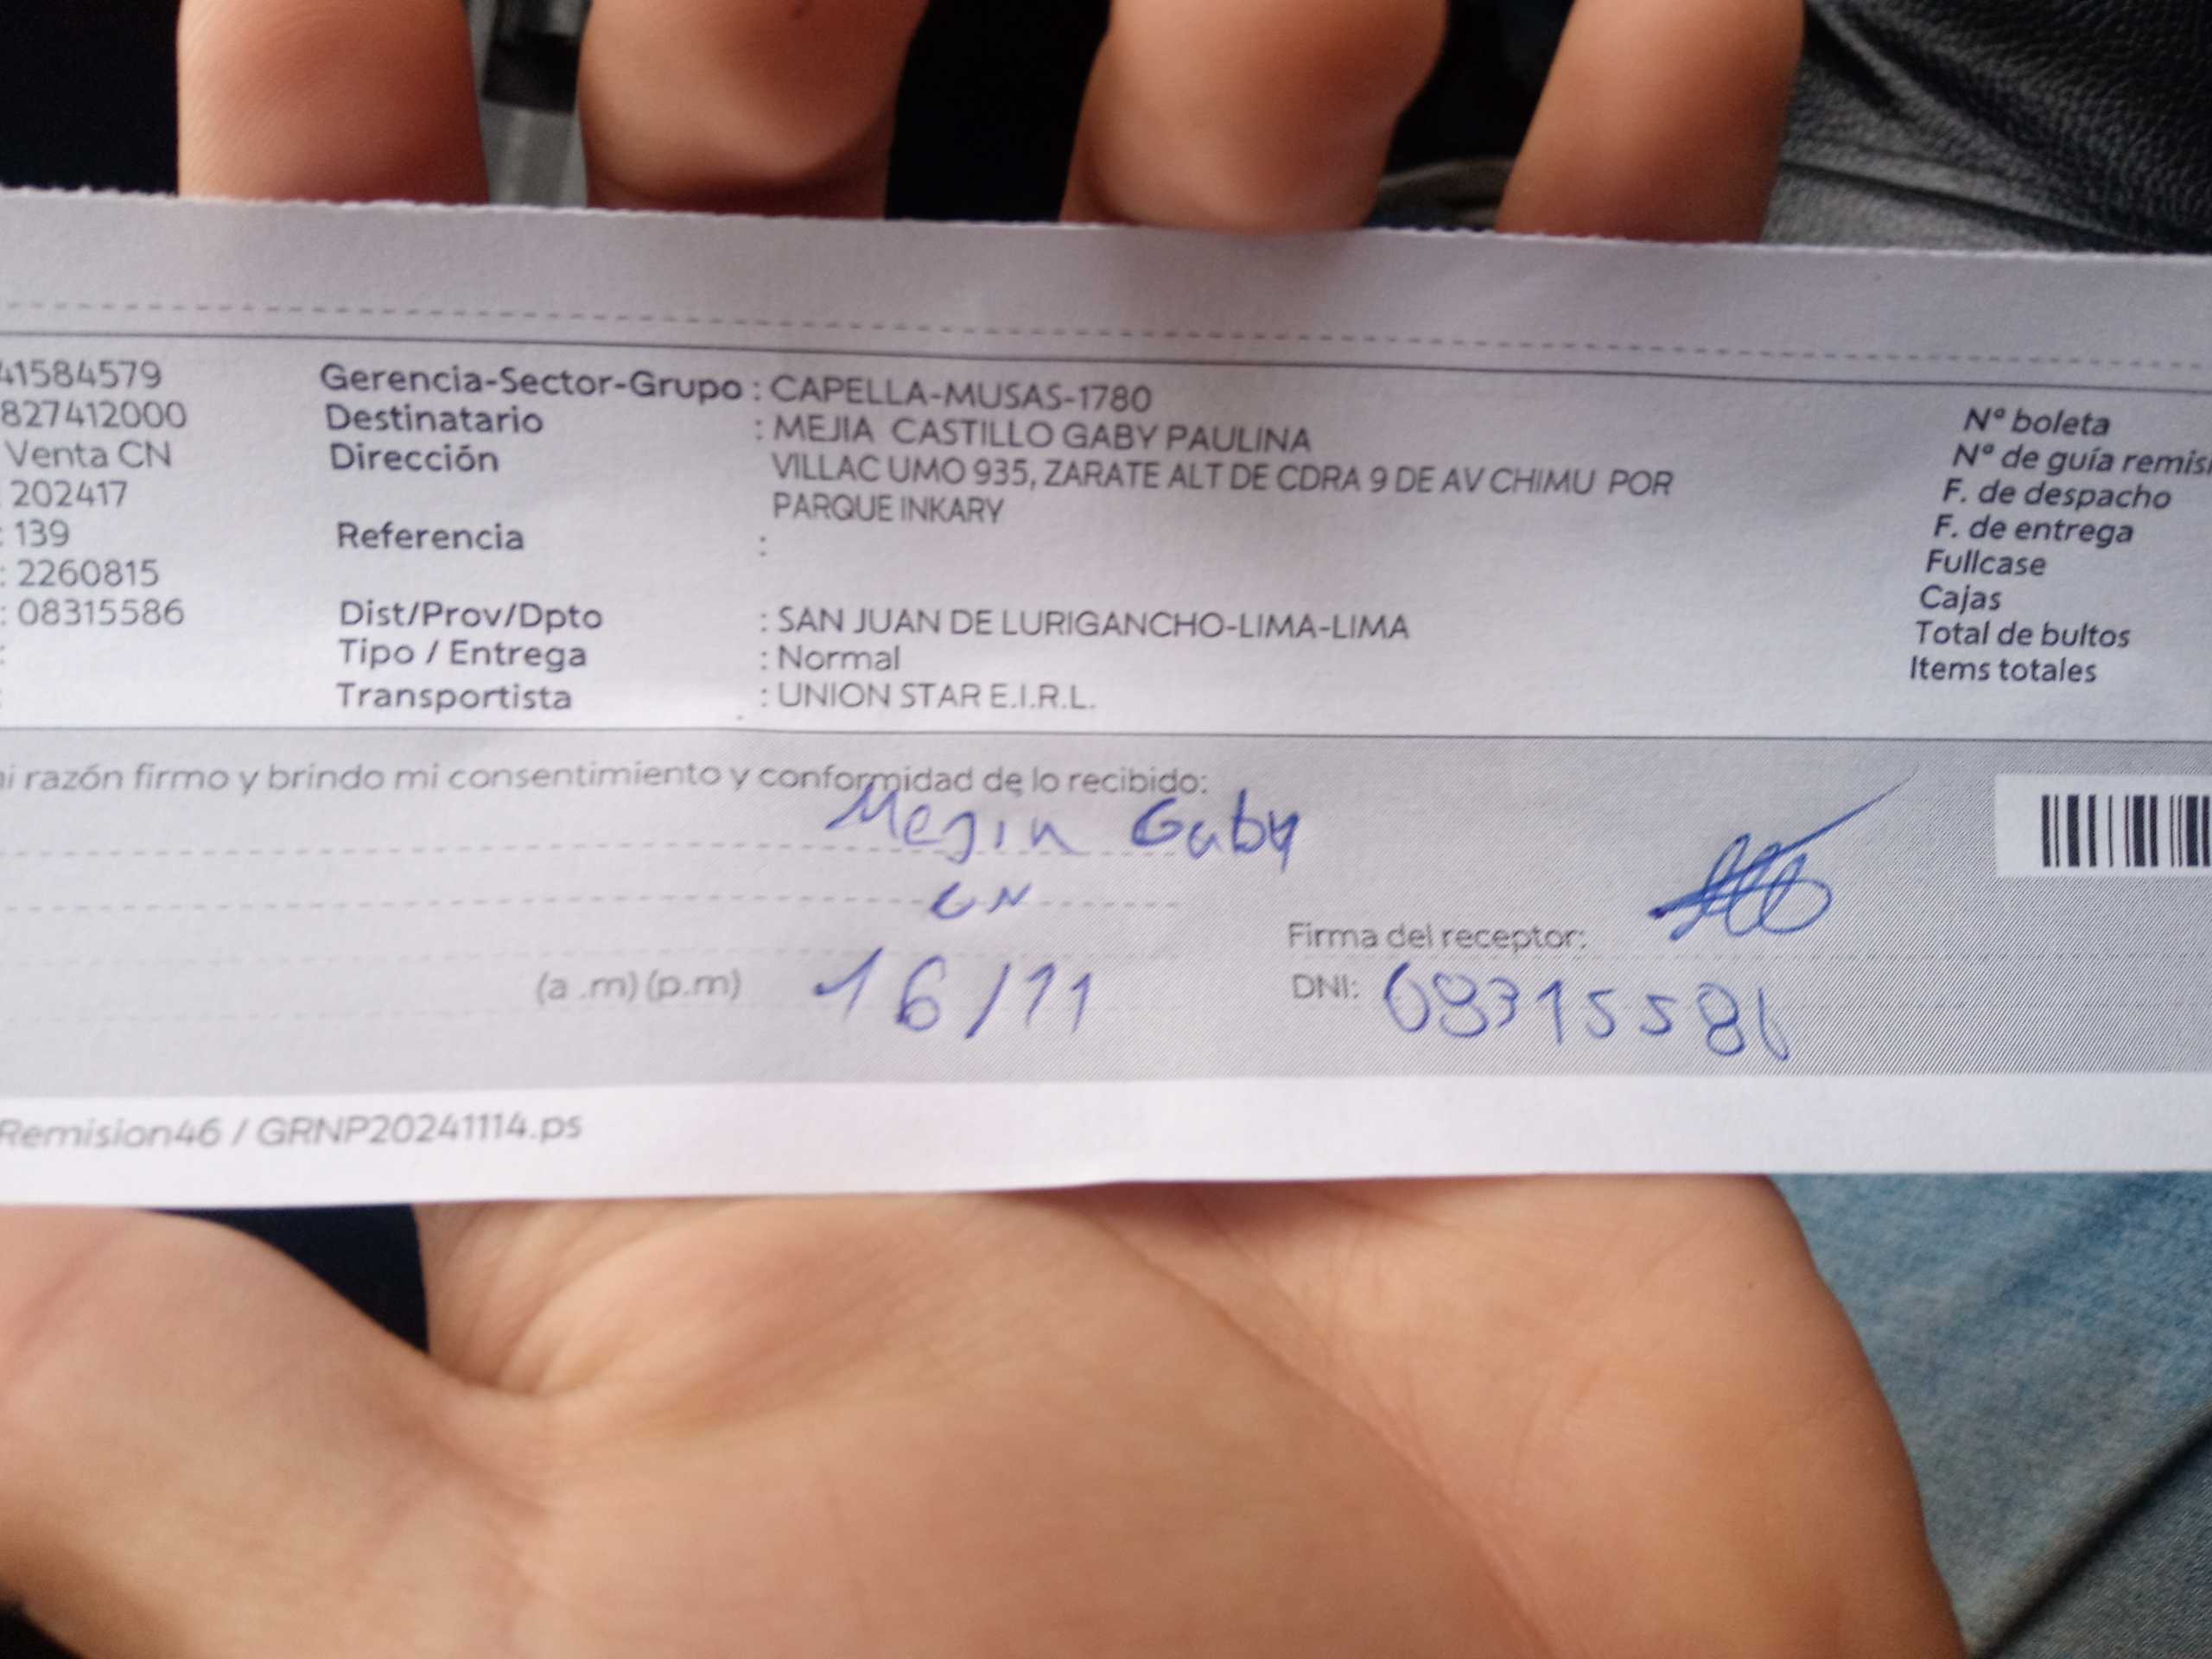 41584579
827412000
Venta CN
202417
: 139
: 2260815
: 08315586
:
:
Gerencia-Sector-Grupo : CAPELLA-MUSAS-1780
Destinatario : MEJIA CASTILLO GABY PAULINA
Dirección VILLAC UMO 935, ZARATE ALT DE CDRA 9 DE AV CHIMU POR
PARQUE INKARY
Referencia :
Dist/Prov/Dpto : SAN JUAN DE LURIGANCHO-LIMA-LIMA
Tipo / Entrega : Normal
Transportista : UNION STAR E.I.R.L.
Nº boleta
Nº de guía remisi
F. de despacho
F. de entrega
Fullcase
Cajas
Total de bultos
Items totales
mi razón firmo y brindo mi consentimiento y conformidad de lo recibido:
Mejia Gaby
CN
(a .m) (p.m) 16/11
Firma del receptor:
DNI: 08315586
Remision46 / GRNP20241114.ps